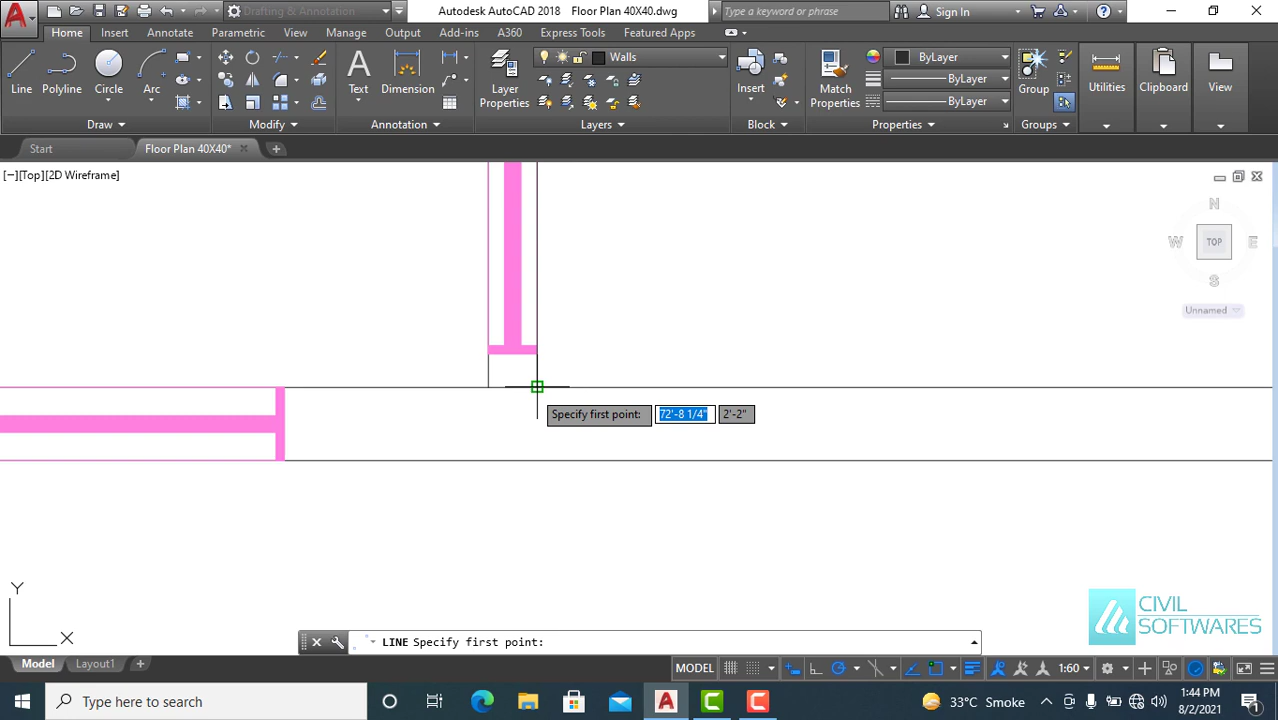 Drafting & Annotation
Autodesk AutoCAD 2018 Floor Plan 40X40.dwg
Type a keyword or phrase
Sign In
Home Insert Annotate Parametric View Manage Output Add-ins A360 Express Tools Featured Apps
Line Polyline Circle Arc
Text Dimension
Layer Properties
Walls
Insert
Match Properties
ByLayer
ByLayer
ByLayer
Group
Utilities Clipboard View
Draw Modify Annotation Layers Block Properties Groups
Start Floor Plan 40X40*
[−][Top][2D Wireframe]
N
W TOP E
S
Unnamed
Specify first point: 72'-8 1/4" 2'-2"
Y
X
CIVIL
SOFTWARES
LINE Specify first point:
Model Layout1
MODEL 1:60
Type here to search
33°C Smoke
1:44 PM
8/2/2021
1